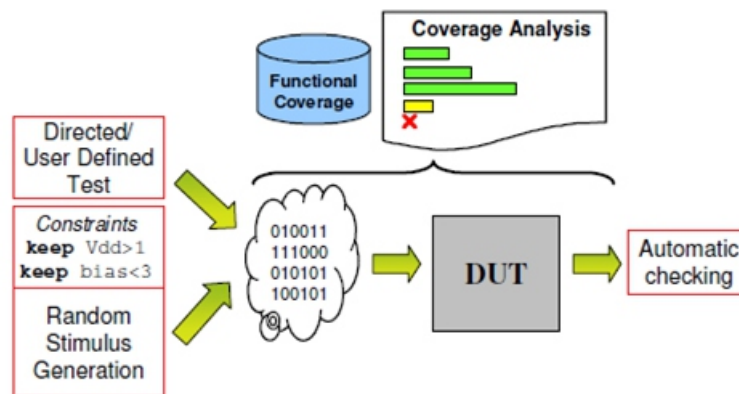 Coverage Analysis
Functional
Coverage
Directed/
User Defined
Test
Constraints
keep Vdd>1
keep bias<3
Random
Stimulus
Generation
010011
111000
010101
100101
DUT
Automatic
checking